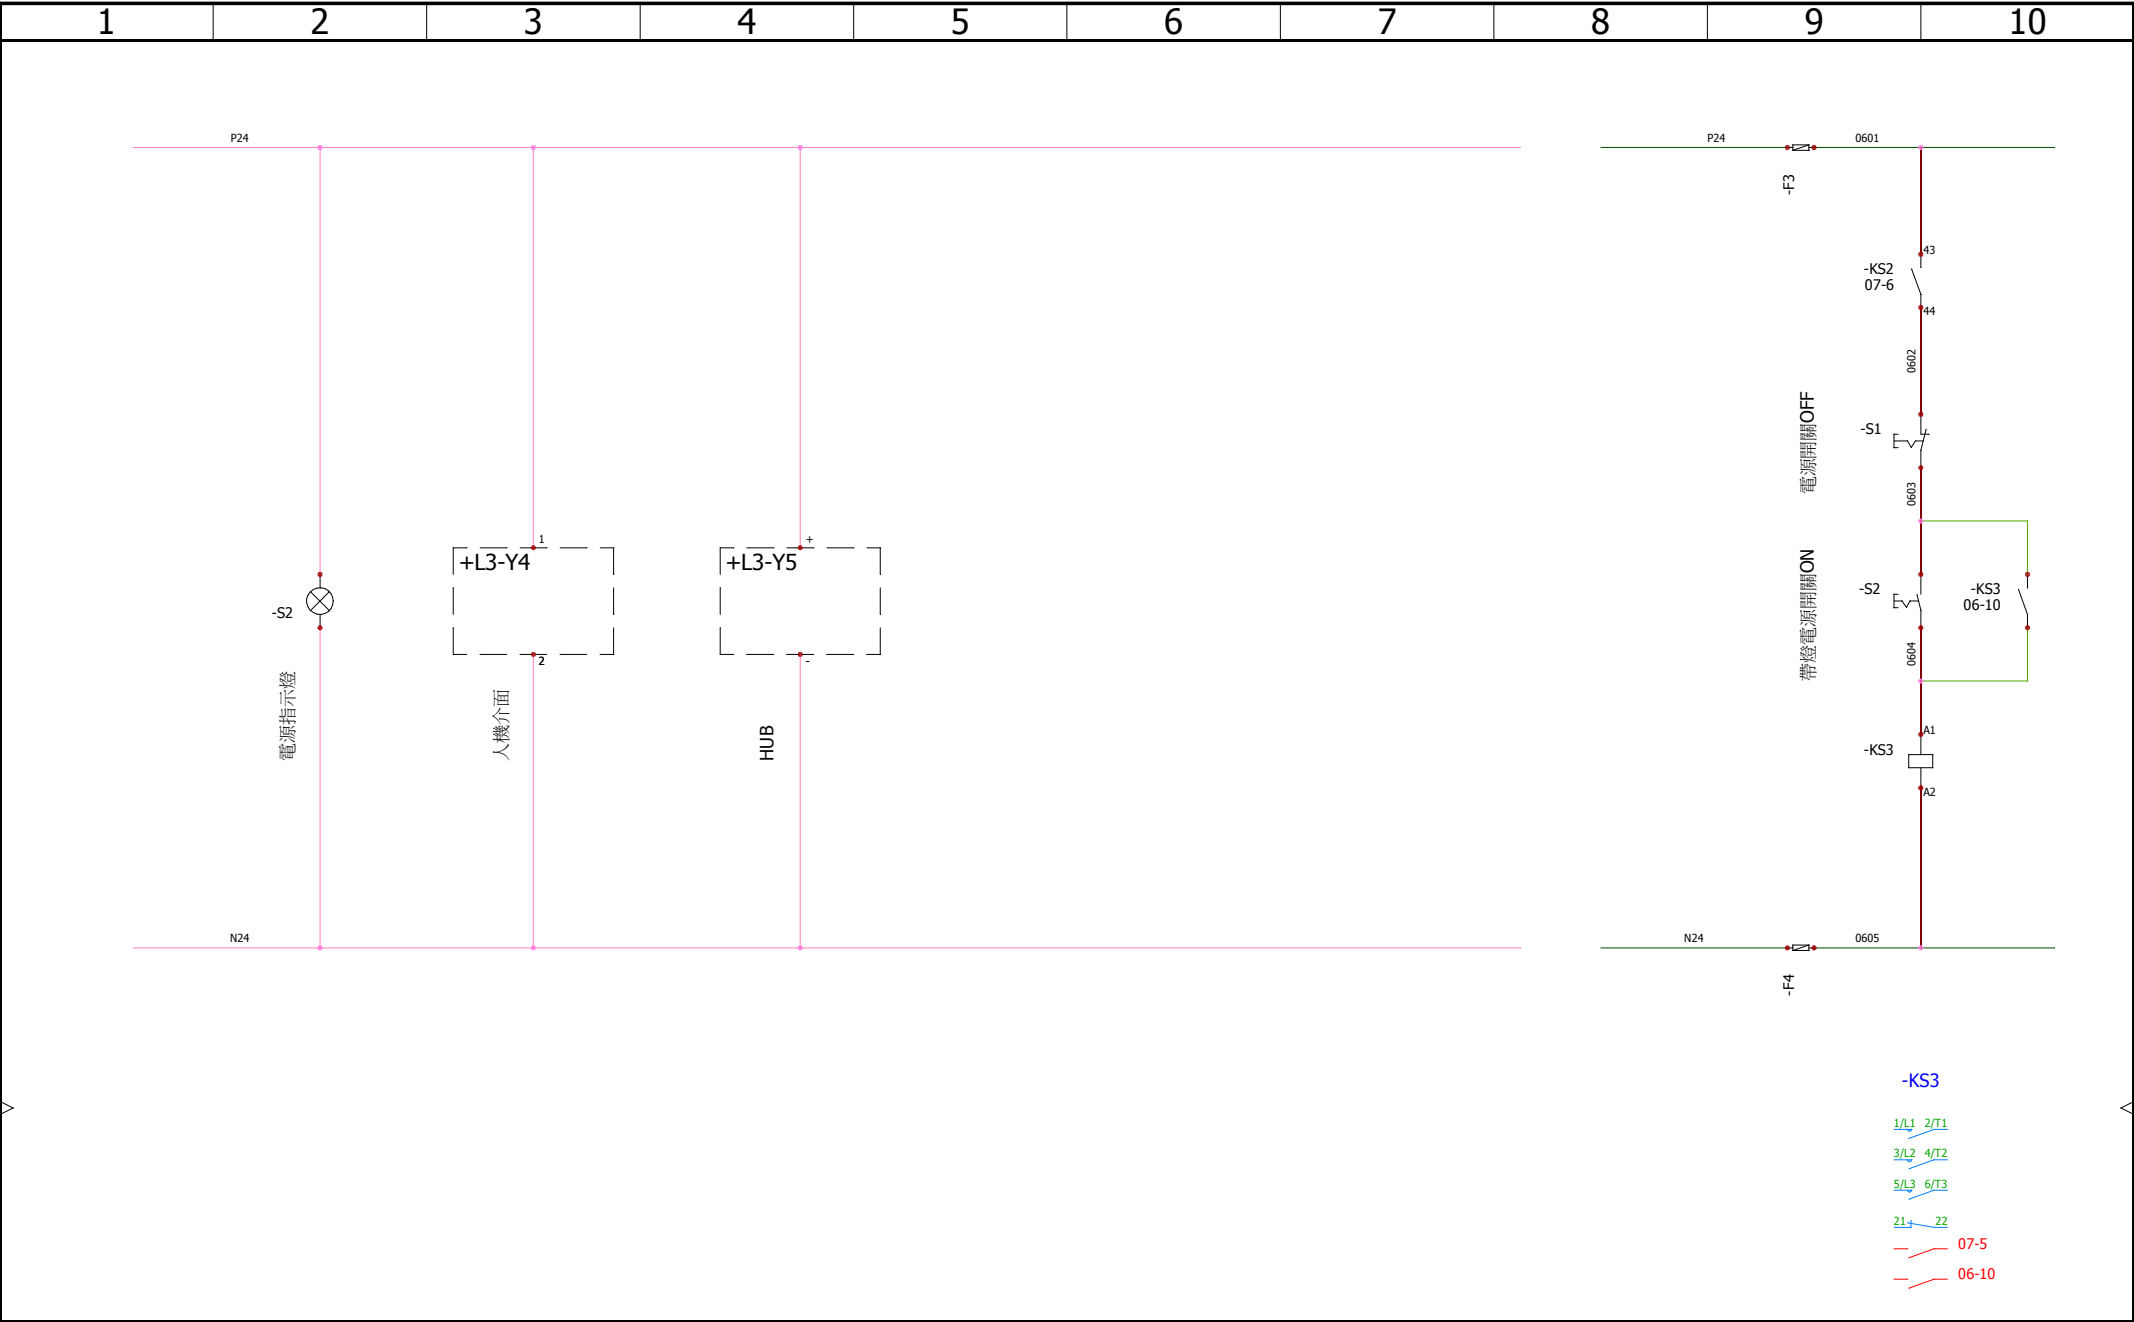 1 2 3 4 5 6 7 8 9 10
P24
P24
0601
-F3
43
-KS2
07-6
44
0602
-S1
電源開關OFF
0603
+L3-Y4
1
2
人機介面
+L3-Y5
+
-
HUB
-S2
電源指示燈
帶燈電源開關ON
-S2
-KS3
06-10
0604
A1
-KS3
A2
N24
N24
0605
-F4
-KS3
1/L1 2/T1
3/L2 4/T2
5/L3 6/T3
21 22
07-5
06-10